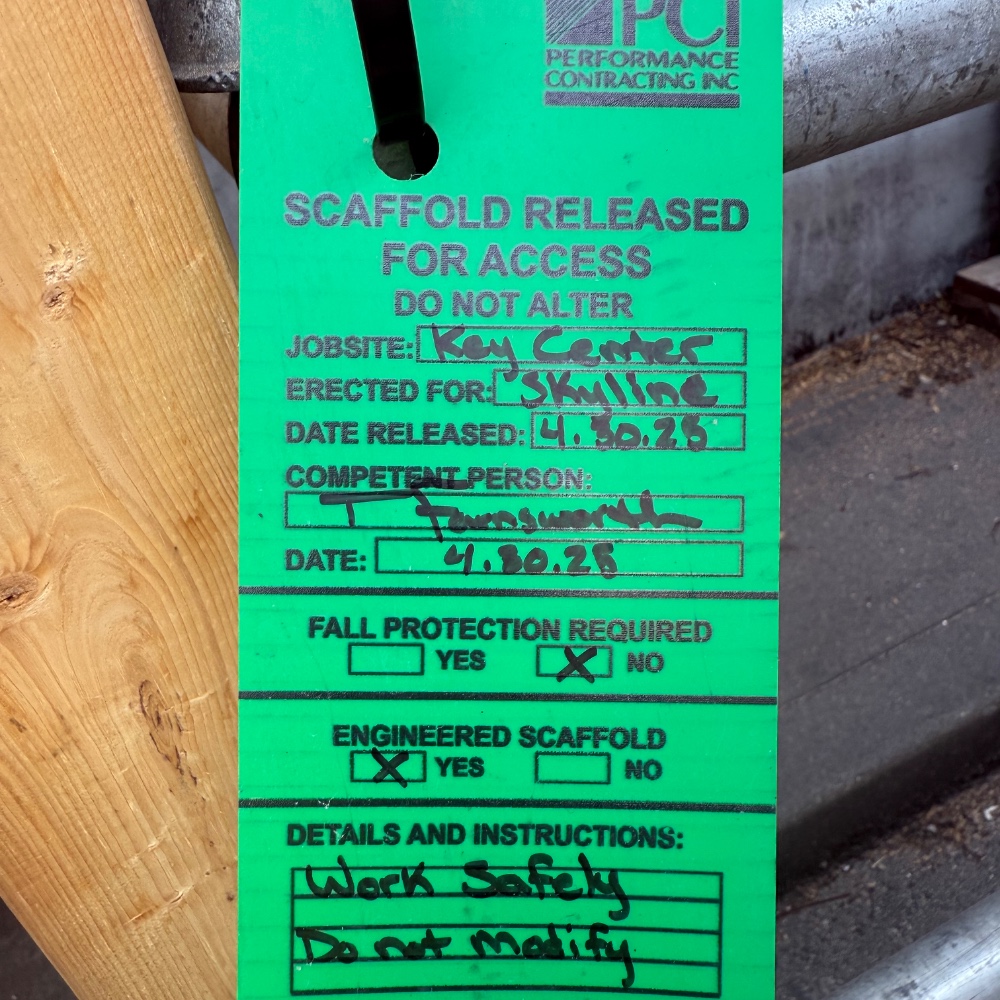 PCI
PERFORMANCE
CONTRACTING INC
SCAFFOLD RELEASED
FOR ACCESS
DO NOT ALTER
JOBSITE: Key Center
ERECTED FOR: Skyline
DATE RELEASED: 4.30.25
COMPETENT PERSON:
T Farnsworth
DATE: 4.30.25
FALL PROTECTION REQUIRED
YES X NO
ENGINEERED SCAFFOLD
X YES NO
DETAILS AND INSTRUCTIONS:
Work Safely
Do not Modify